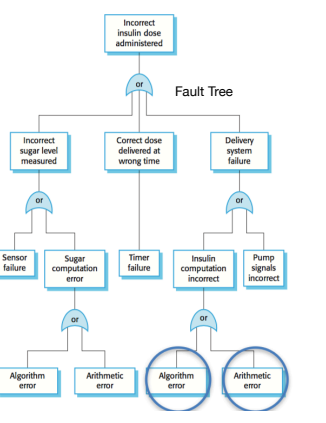 Incorrect
insulin dose
administered
or
Fault Tree
Incorrect
sugar level
measured
Correct dose
delivered at
wrong time
Delivery
system
failure
or
or
Sensor
failure
Sugar
computation
error
Timer
failure
Insulin
computation
incorrect
Pump
signals
incorrect
or
or
Algorithm
error
Arithmetic
error
Algorithm
error
Arithmetic
error